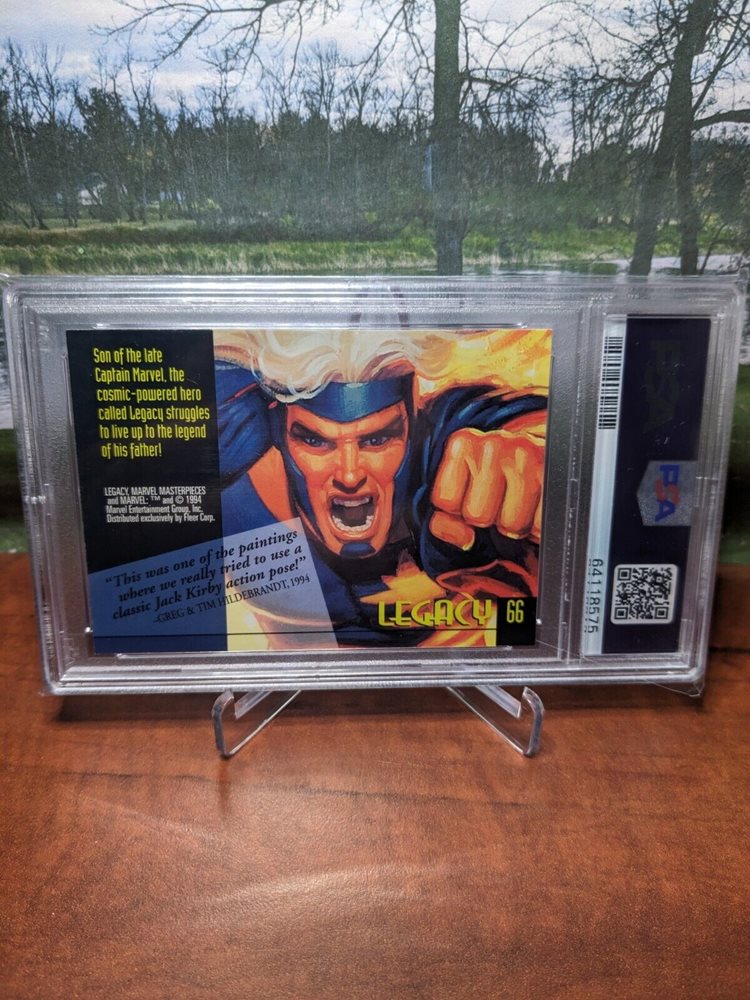 Son of the late
Captain Marvel, the
cosmic-powered hero
called Legacy struggles
to live up to the legend
of his father!
LEGACY, MARVEL MASTERPIECES
and MARVEL: ™ and © 1994
Marvel Entertainment Group, Inc.
Distributed exclusively by Fleer Corp.
"This was one of the paintings
where we really tried to use a
classic Jack Kirby action pose!"
-GREG & TIM HILDEBRANDT, 1994
LEGACY 66
PSA
PSA
64118575